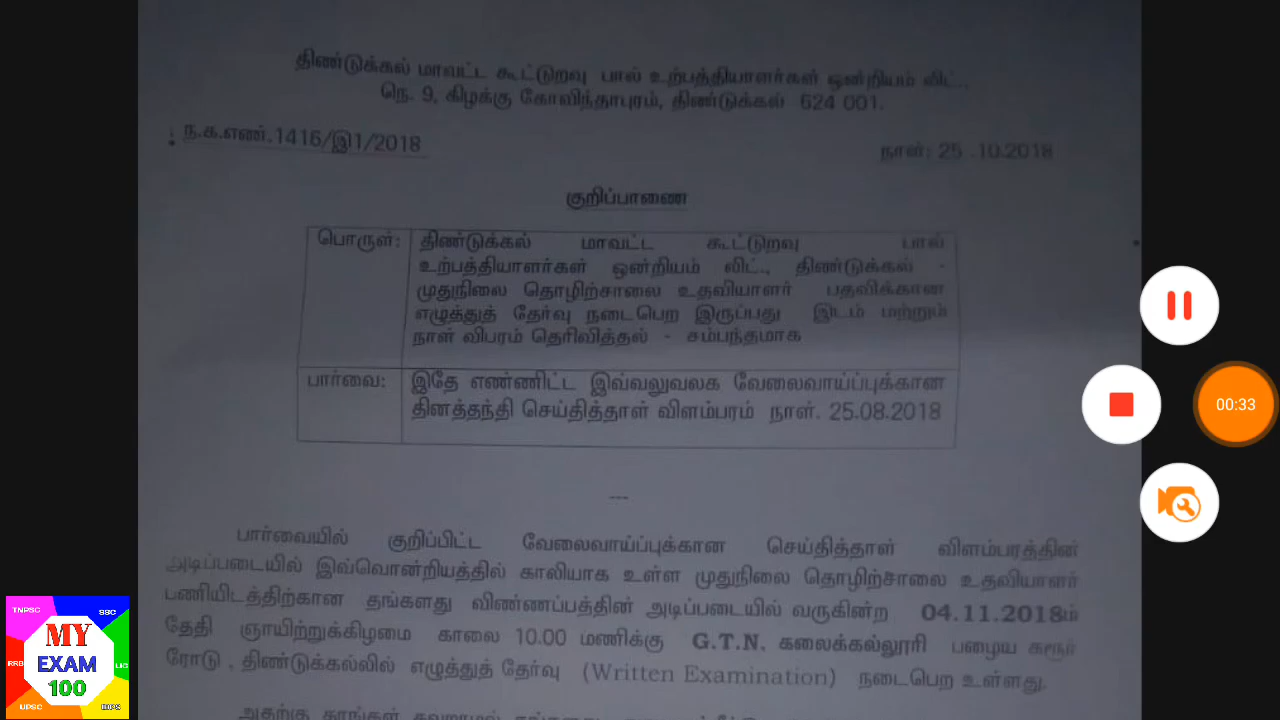 திண்டுக்கல் மாவட்ட கூட்டுறவு பால் உற்பத்தியாளர்கள் ஒன்றியம் லிட்.,
நெ. 9, கிழக்கு கோவிந்தாபுரம், திண்டுக்கல் 624 001.
ந.க.எண்.1416/இ1/2018
நாள்: 25 .10.2018
குறிப்பாணை
பொருள்: திண்டுக்கல் மாவட்ட கூட்டுறவு பால்
உற்பத்தியாளர்கள் ஒன்றியம் லிட்., திண்டுக்கல் -
முதுநிலை தொழிற்சாலை உதவியாளர் பதவிக்கான
எழுத்துத் தேர்வு நடைபெற இருப்பது இடம் மற்றும்
நாள் விபரம் தெரிவித்தல் - சம்பந்தமாக
பார்வை: இதே எண்ணிட்ட இவ்வலுவலக வேலைவாய்ப்புக்கான
தினத்தந்தி செய்தித்தாள் விளம்பரம் நாள். 25.08.2018
---
பார்வையில் குறிப்பிட்ட வேலைவாய்ப்புக்கான செய்தித்தாள் விளம்பரத்தின்
அடிப்படையில் இவ்வொன்றியத்தில் காலியாக உள்ள முதுநிலை தொழிற்சாலை உதவியாளர்
பணியிடத்திற்கான தங்களது விண்ணப்பத்தின் அடிப்படையில் வருகின்ற 04.11.2018ம்
தேதி ஞாயிற்றுக்கிழமை காலை 10.00 மணிக்கு G.T.N. கலைக்கல்லூரி பழைய கரூர்
ரோடு , திண்டுக்கல்லில் எழுத்துத் தேர்வு (Written Examination) நடைபெற உள்ளது.
00:33
TNPSC
SSC
RRB
MY
EXAM
100
LIC
UPSC
IBPS